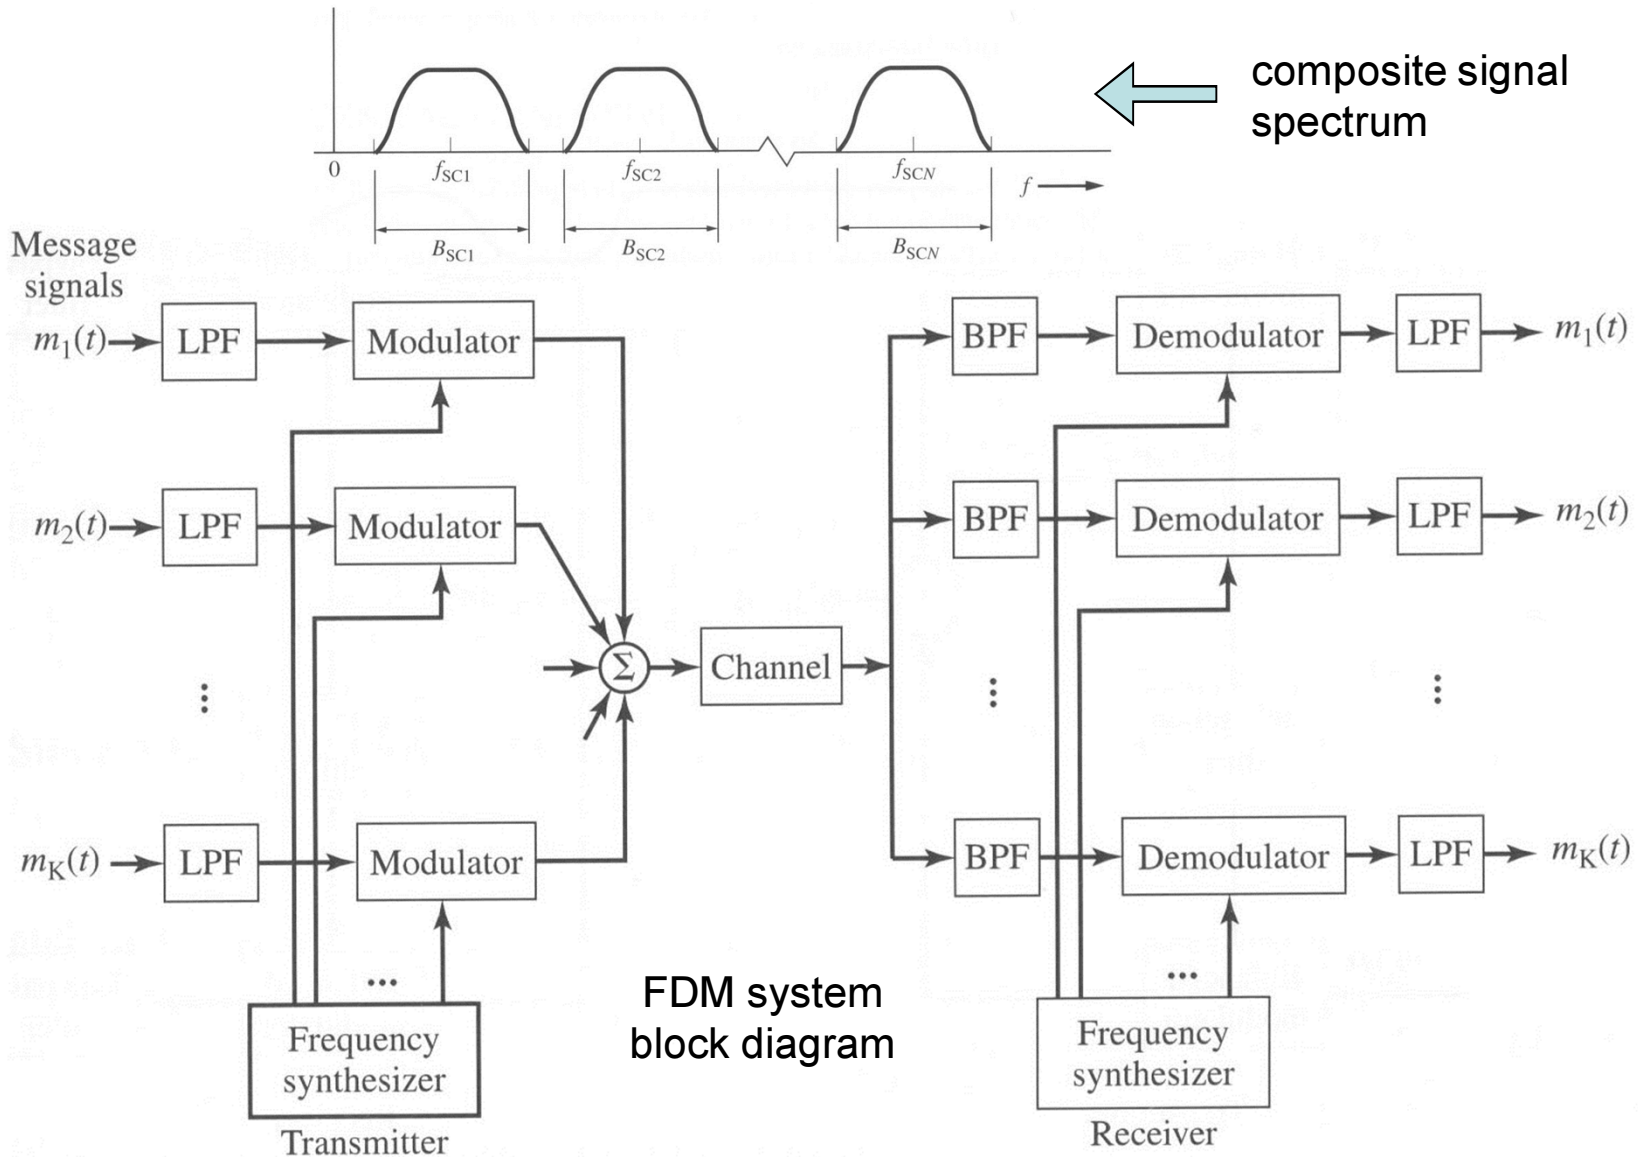 composite signal
spectrum
0
f_SC1
f_SC2
f_SCN
f
B_SC1
B_SC2
B_SCN
Message
signals
m_1(t)
LPF
Modulator
BPF
Demodulator
LPF
m_1(t)
m_2(t)
LPF
Modulator
BPF
Demodulator
LPF
m_2(t)
Σ
Channel
m_K(t)
LPF
Modulator
BPF
Demodulator
LPF
m_K(t)
FDM system
block diagram
Frequency
synthesizer
Transmitter
Frequency
synthesizer
Receiver